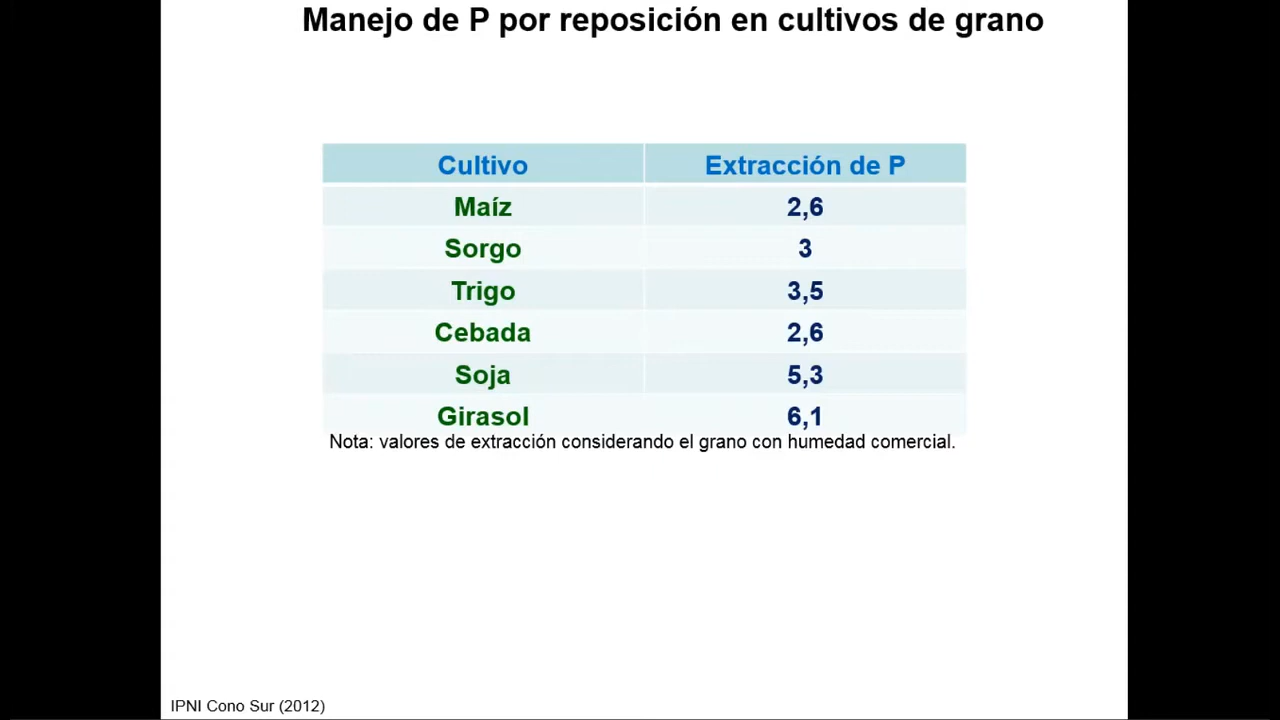 Manejo de P por reposición en cultivos de grano
Cultivo Extracción de P
Maíz 2,6
Sorgo 3
Trigo 3,5
Cebada 2,6
Soja 5,3
Girasol 6,1
Nota: valores de extracción considerando el grano con humedad comercial.
IPNI Cono Sur (2012)